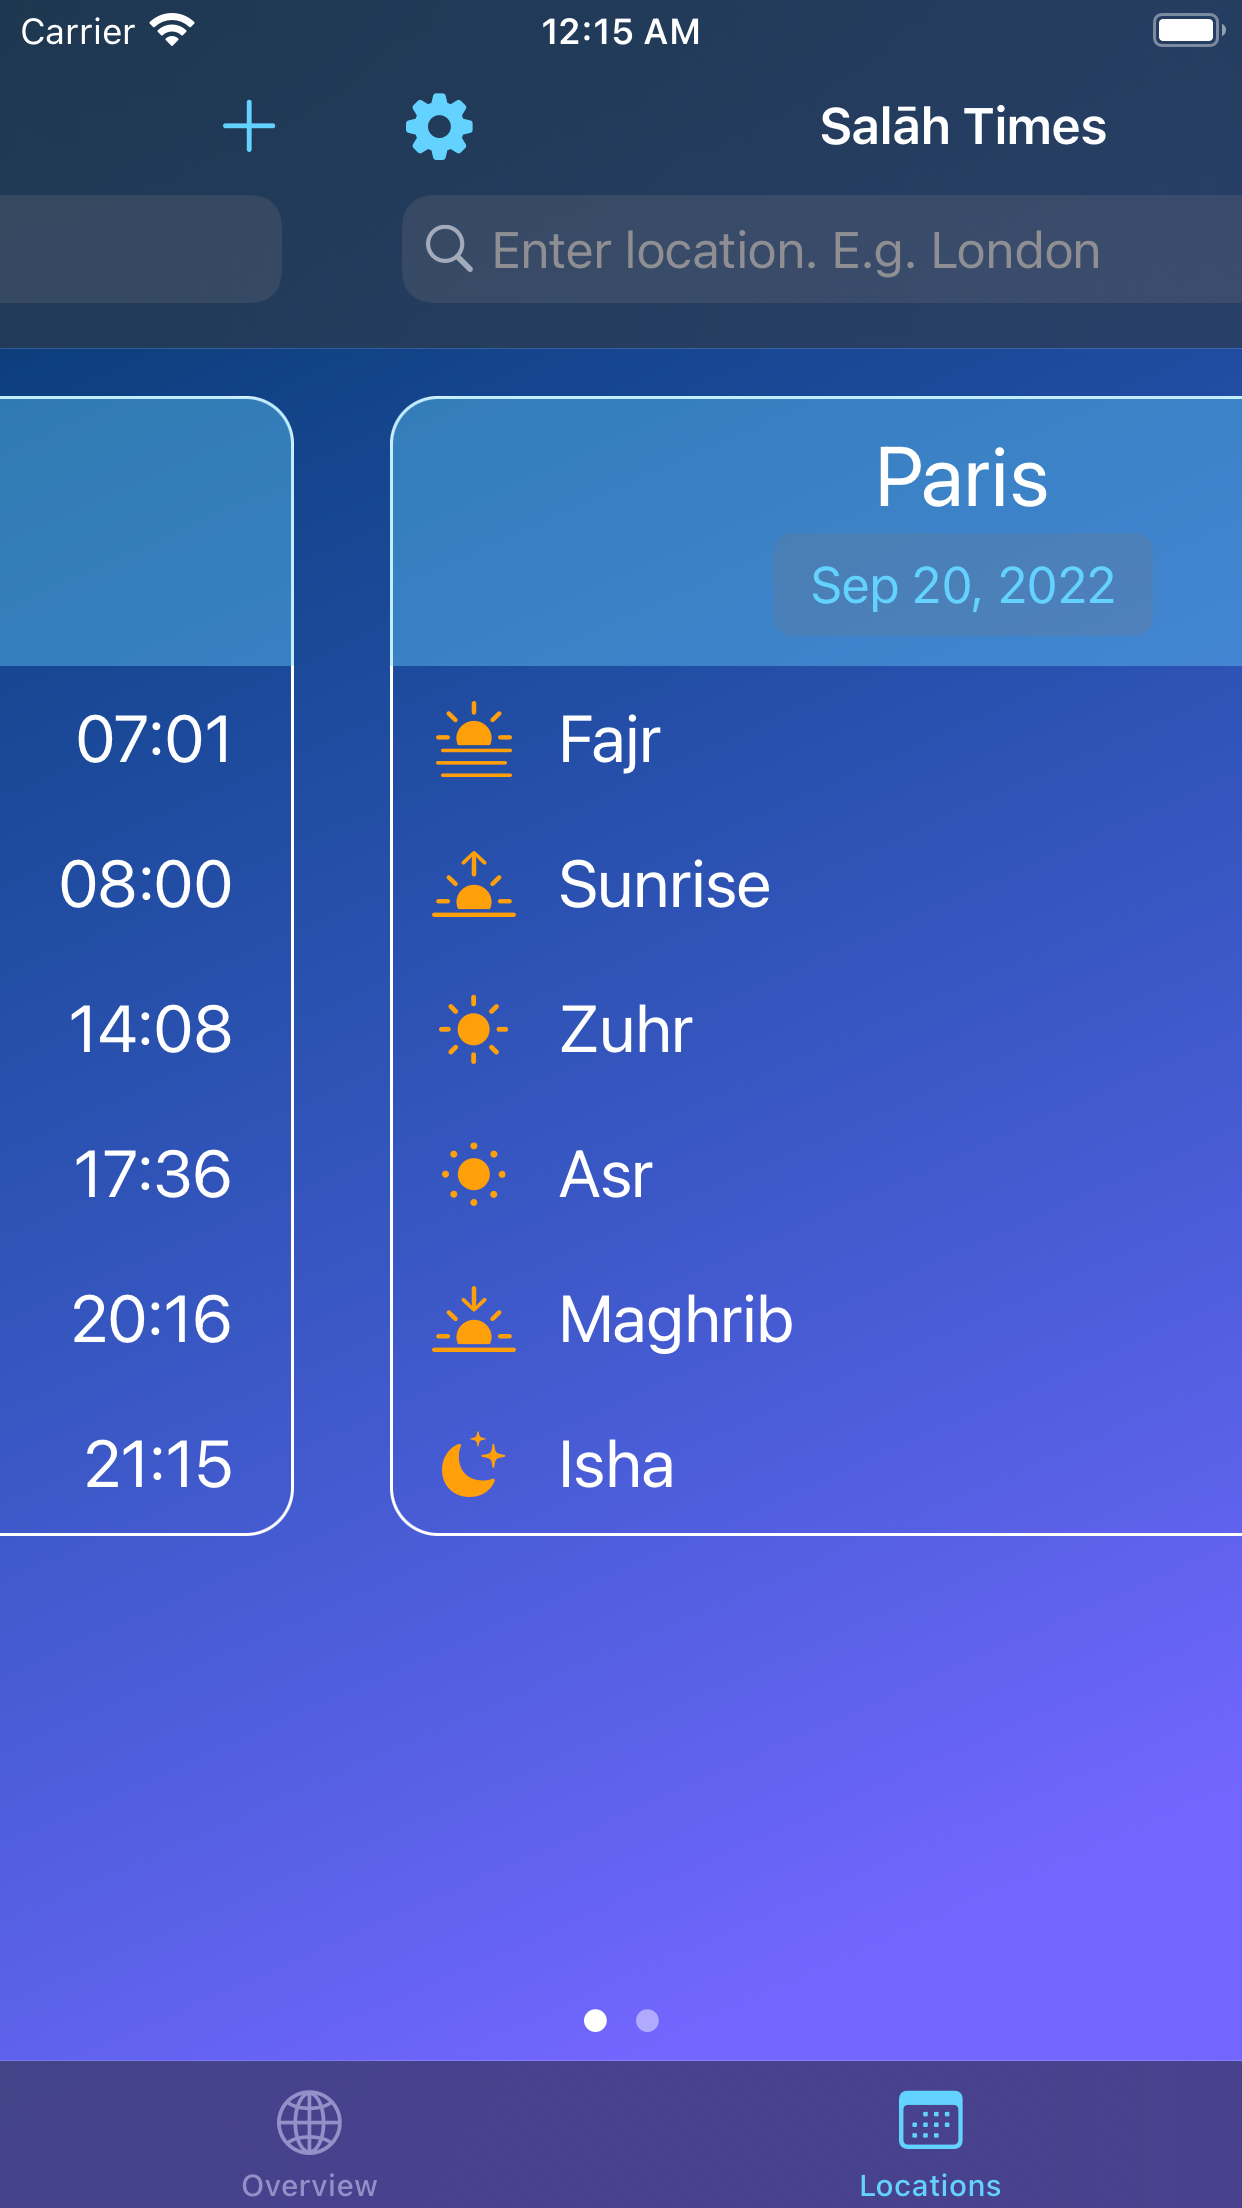 Carrier 12:15 AM
Salāh Times
Enter location. E.g. London
07:01
08:00
14:08
17:36
20:16
21:15
Paris
Sep 20, 2022
Fajr
Sunrise
Zuhr
Asr
Maghrib
Isha
Overview
Locations